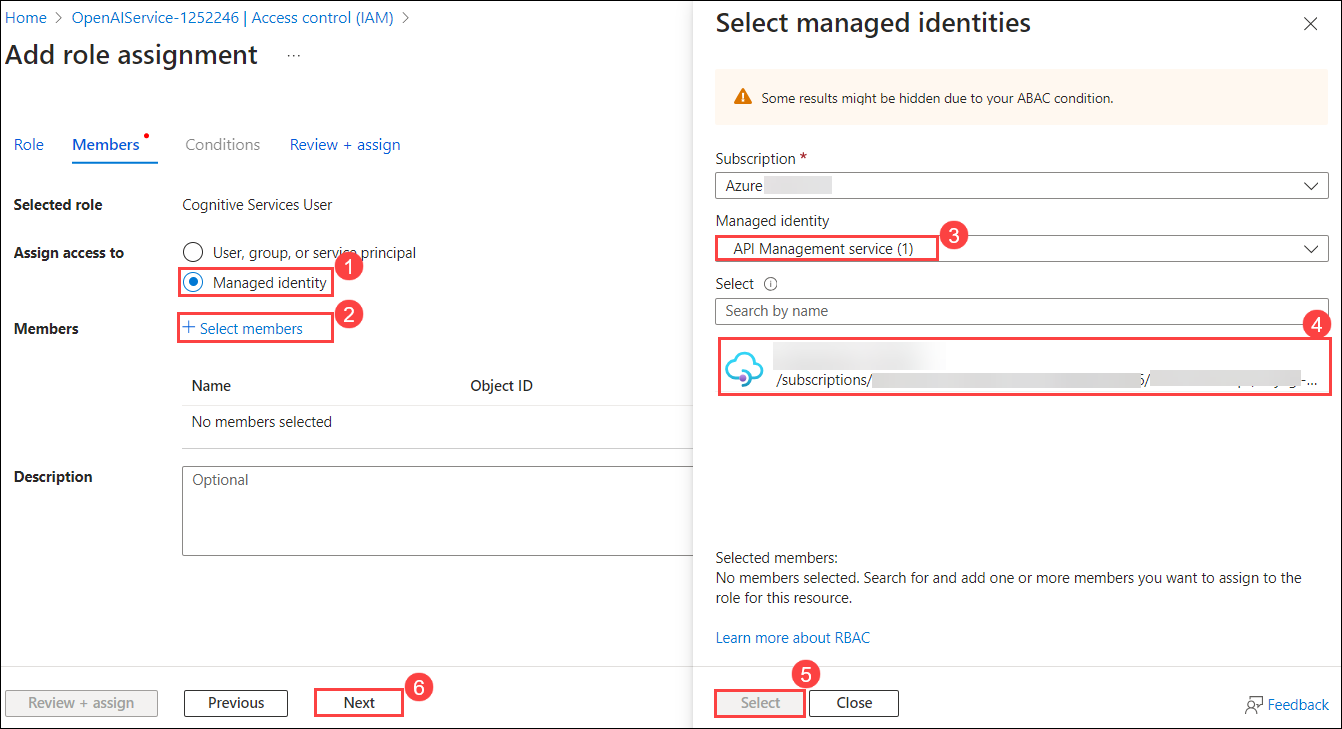 Home > OpenAIService-1252246 | Access control (IAM) >
Add role assignment ...
Role Members Conditions Review + assign
Selected role Cognitive Services User
Assign access to User, group, or service principal
1
Managed identity
2
Members + Select members
Name Object ID
No members selected
Description Optional
Review + assign Previous Next
6
Select managed identities
Some results might be hidden due to your ABAC condition.
Subscription *
Azure
Managed identity
3
API Management service (1)
Select
Search by name
4
/subscriptions/
Selected members:
No members selected. Search for and add one or more members you want to assign to the
role for this resource.
Learn more about RBAC
5
Select Close
Feedback